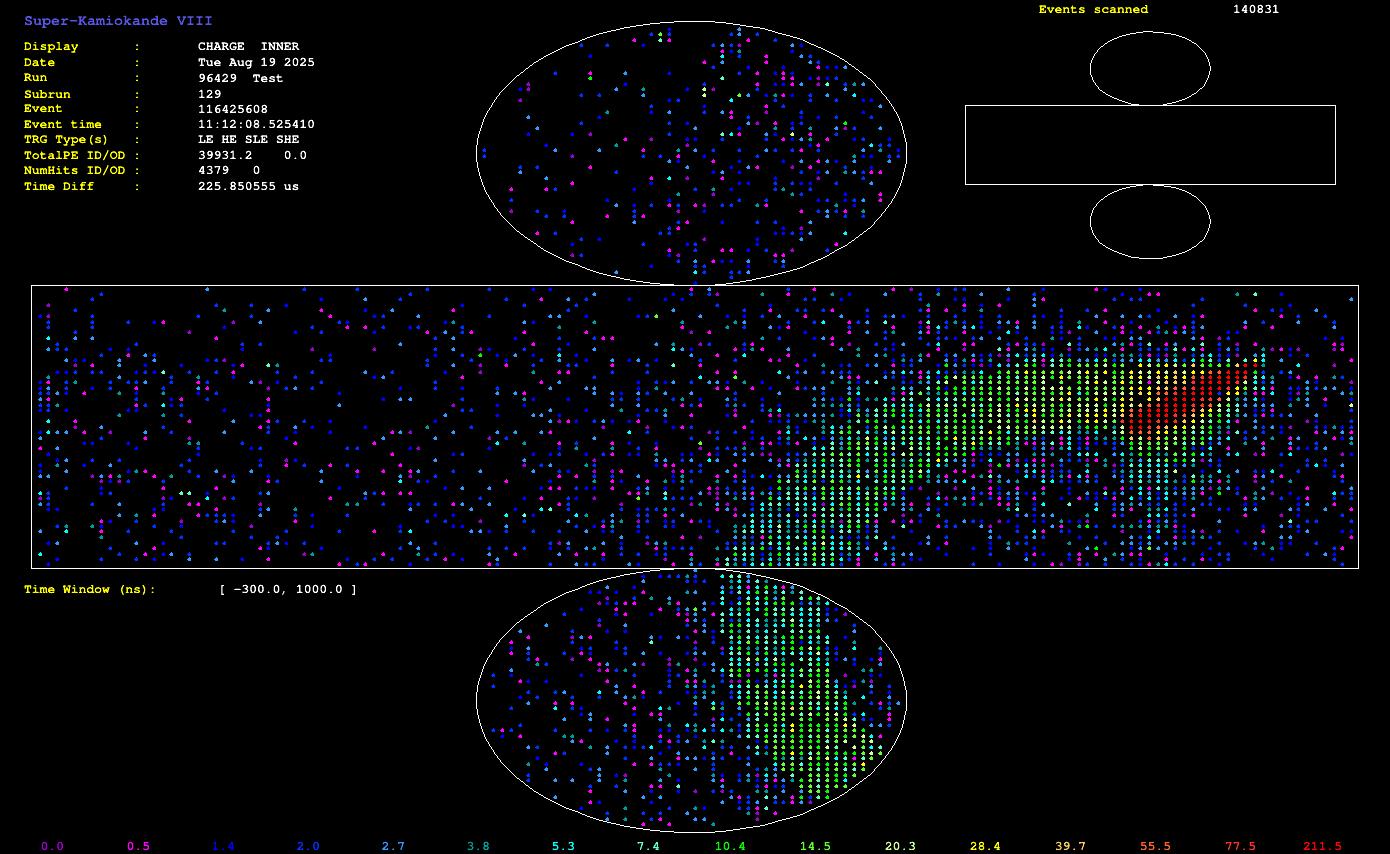 Super-Kamiokande VIII
Display : CHARGE INNER
Date : Tue Aug 19 2025
Run : 96429 Test
Subrun : 129
Event : 116425608
Event time : 11:12:08.525410
TRG Type(s) : LE HE SLE SHE
TotalPE ID/OD : 39931.2 0.0
NumHits ID/OD : 4379 0
Time Diff : 225.850555 us
Events scanned 140831
Time Window (ns): [ -300.0, 1000.0 ]
0.0 0.5 1.4 2.0 2.7 3.8 5.3 7.4 10.4 14.5 20.3 28.4 39.7 55.5 77.5 211.5